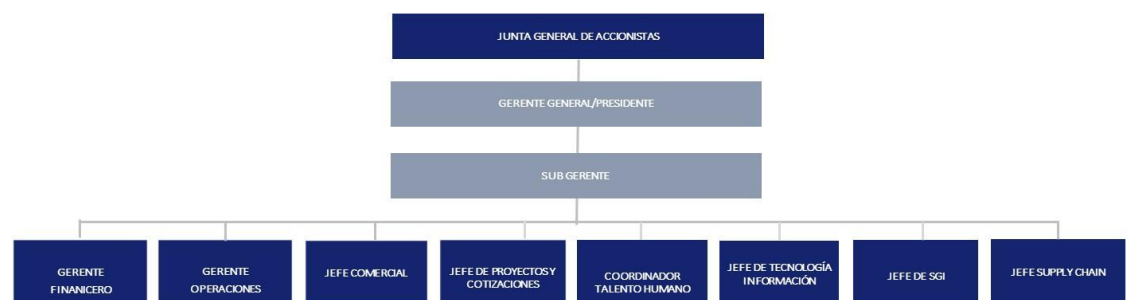 JUNTA GENERAL DE ACCIONISTAS
GERENTE GENERAL/PRESIDENTE
SUB GERENTE
GERENTE
FINANICERO
GERENTE
OPERACIONES
JEFE COMERCIAL
JEFE DE PROYECTOS Y
COTIZACIONES
COORDINADOR
TALENTO HUMANO
JEFE DE TECNOLOGÍA
INFORMACIÓN
JEFE DE SGI
JEFE SUPPLY CHAIN